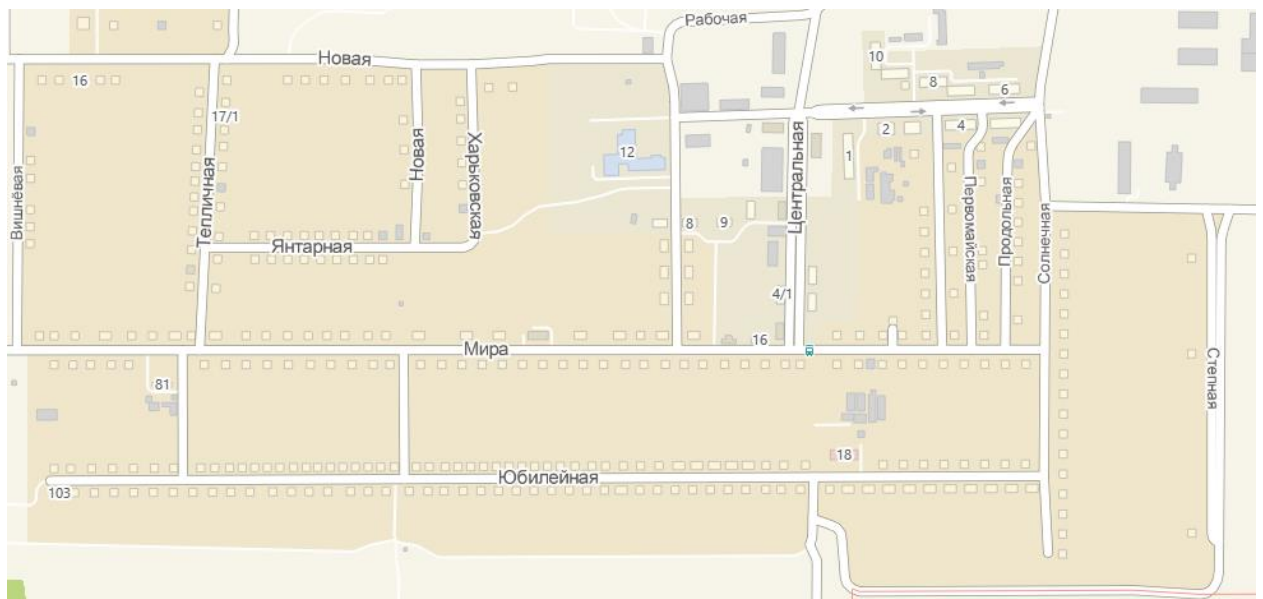 Рабочая
Новая
10
16
8
6
17/1
Центральная
2
4
1
Новая
Харьковская
12
Вишнёвая
Тепличная
Первомайская
Продольная
Солнечная
8
9
Янтарная
4/1
16
Мира
Степная
81
18
Юбилейная
103